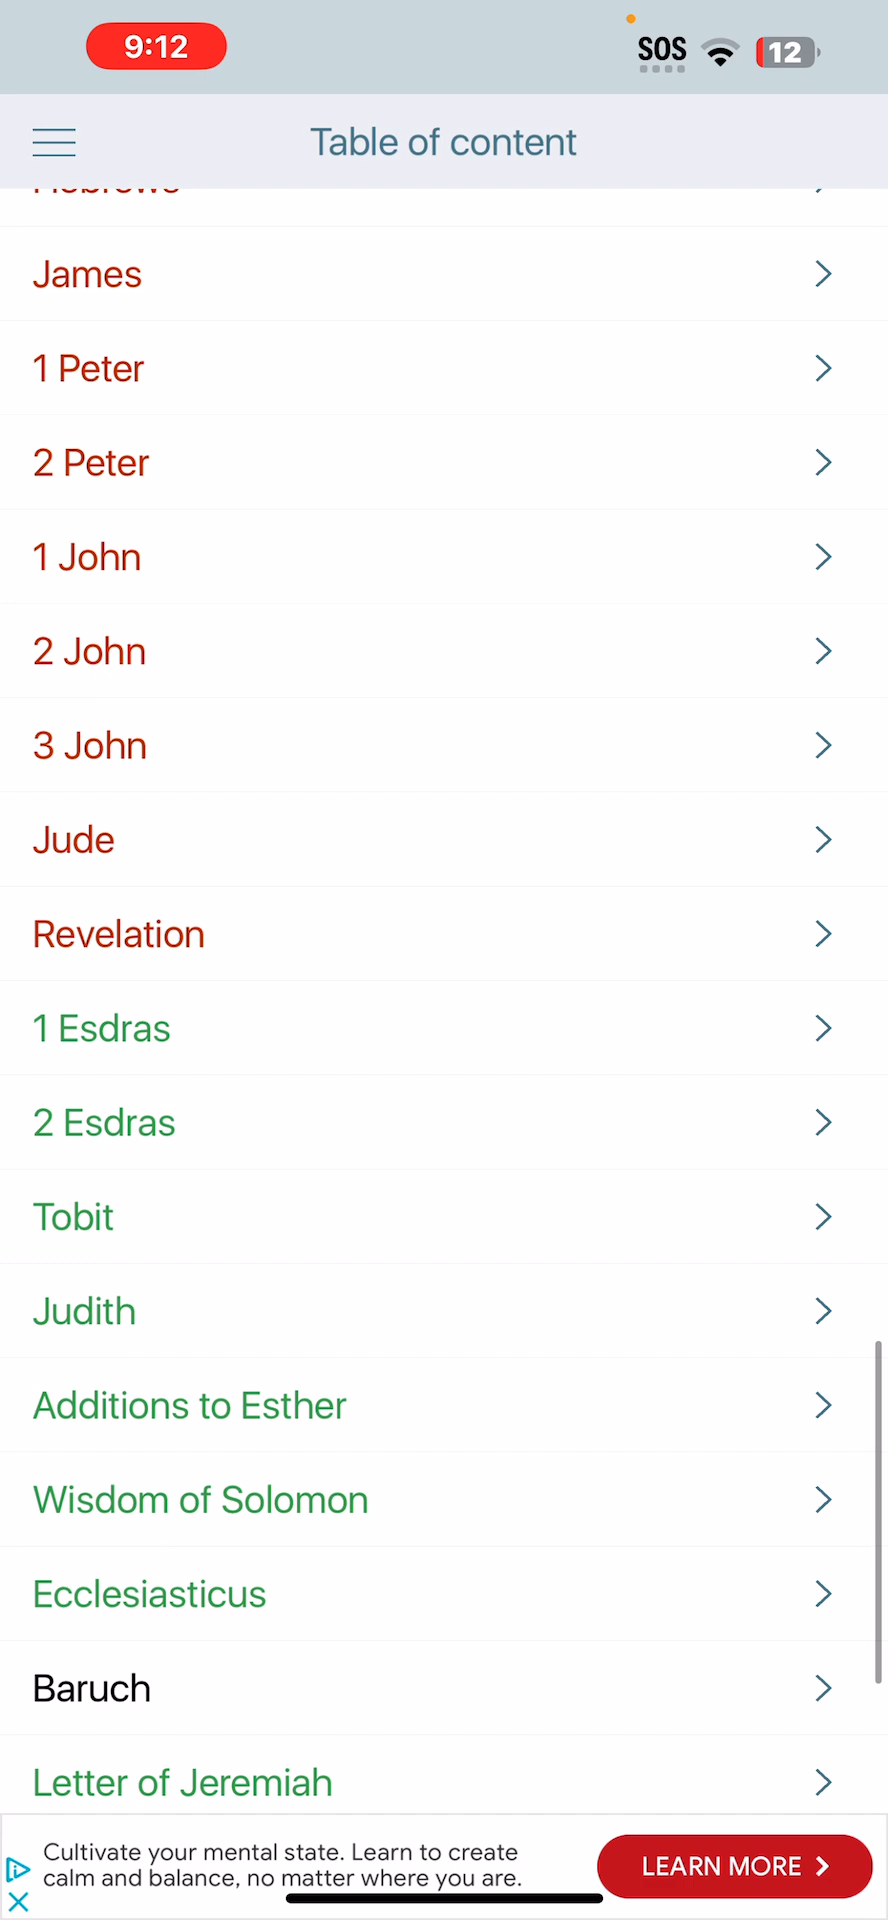 9:12
SOS
12
Table of content
Hebrews
James
1 Peter
2 Peter
1 John
2 John
3 John
Jude
Revelation
1 Esdras
2 Esdras
Tobit
Judith
Additions to Esther
Wisdom of Solomon
Ecclesiasticus
Baruch
Letter of Jeremiah
Cultivate your mental state. Learn to create
calm and balance, no matter where you are.
LEARN MORE